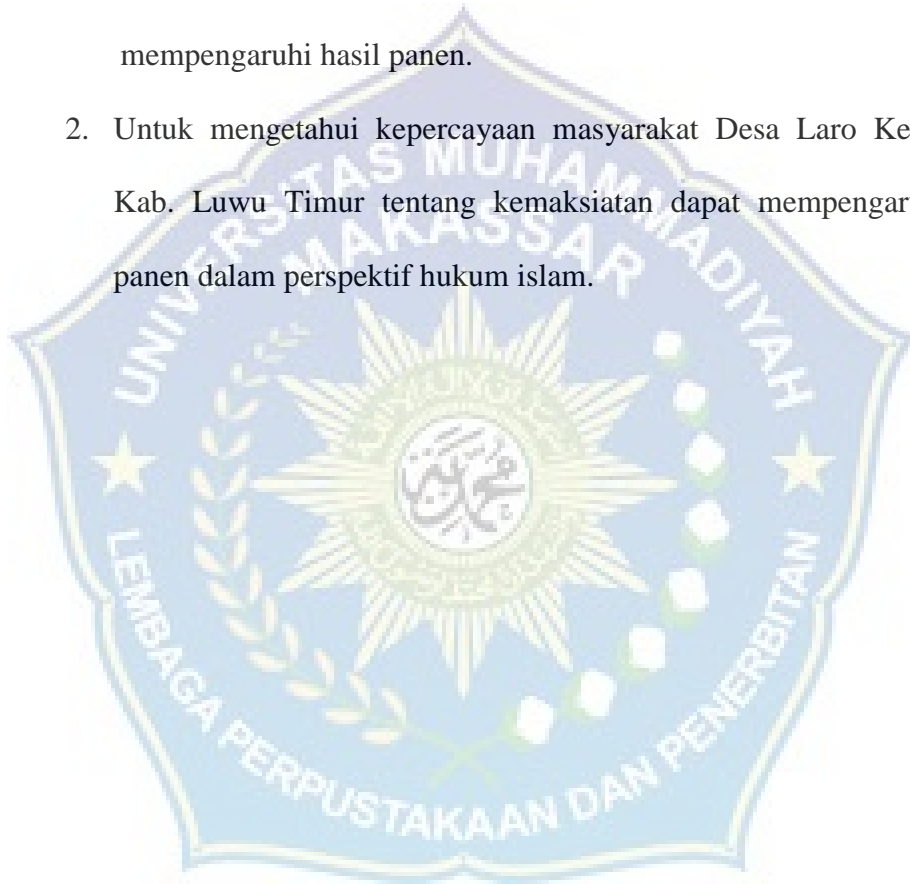 mempengaruhi hasil panen.
2. Untuk mengetahui kepercayaan masyarakat Desa Laro Ke
Kab. Luwu Timur tentang kemaksiatan dapat mempengar
panen dalam perspektif hukum islam.
UNIVERSITAS MUHAMMADIYAH
MAKASSAR
LEMBAGA PERPUSTAKAAN DAN PENERBITAN